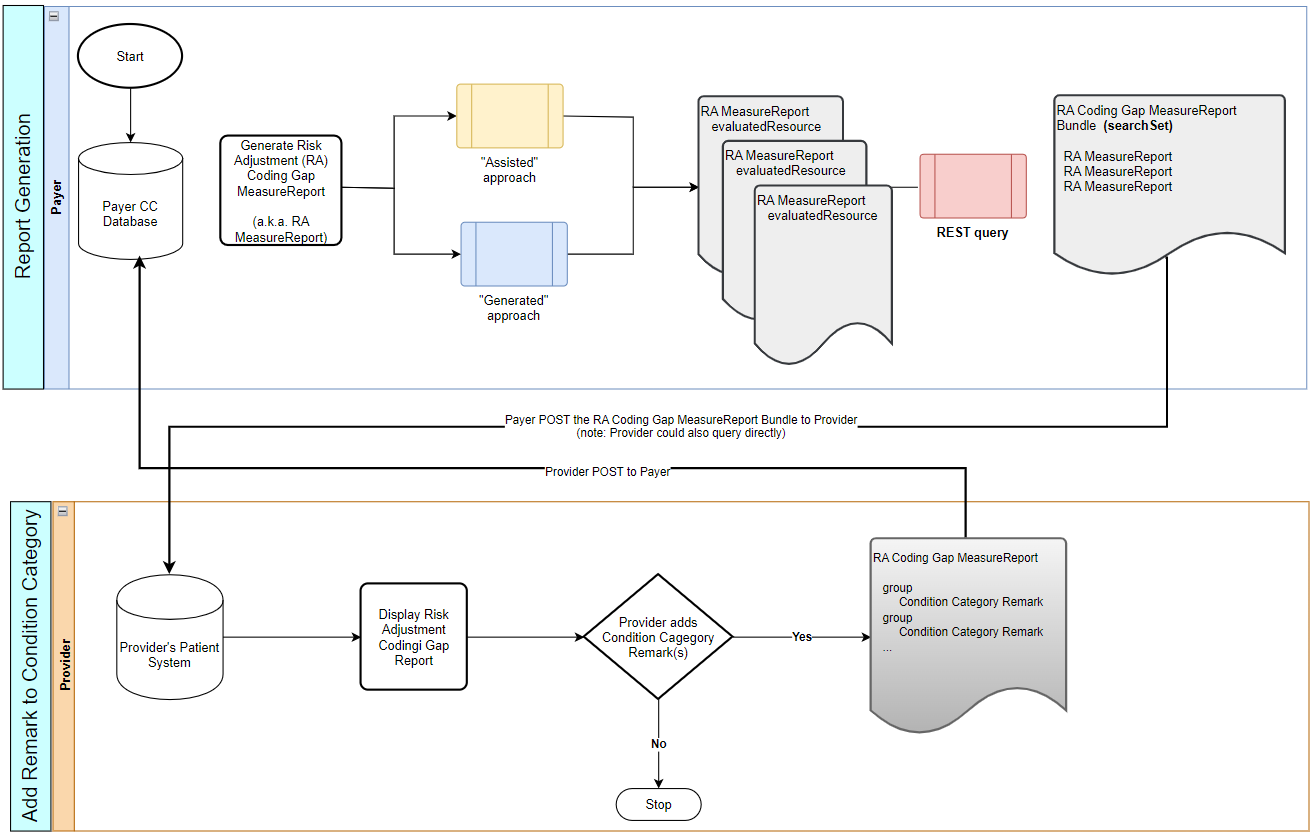 Report Generation
Payer
Start
Payer CC
Database
Generate Risk
Adjustment (RA)
Coding Gap
MeasureReport
(a.k.a. RA
MeasureReport)
"Assisted"
approach
"Generated"
approach
RA MeasureReport
evaluatedResource
RA MeasureReport
evaluatedResource
RA MeasureReport
evaluatedResource
REST query
RA Coding Gap MeasureReport
Bundle (searchSet)
RA MeasureReport
RA MeasureReport
RA MeasureReport
Payer POST the RA Coding Gap MeasureReport Bundle to Provider
(note: Provider could also query directly)
Provider POST to Payer
Add Remark to Condition Category
Provider
Provider's Patient
System
Display Risk
Adjustment
Codingi Gap
Report
Provider adds
Condition Cagegory
Remark(s)
Yes
No
Stop
RA Coding Gap MeasureReport
group
Condition Category Remark
group
Condition Category Remark
...